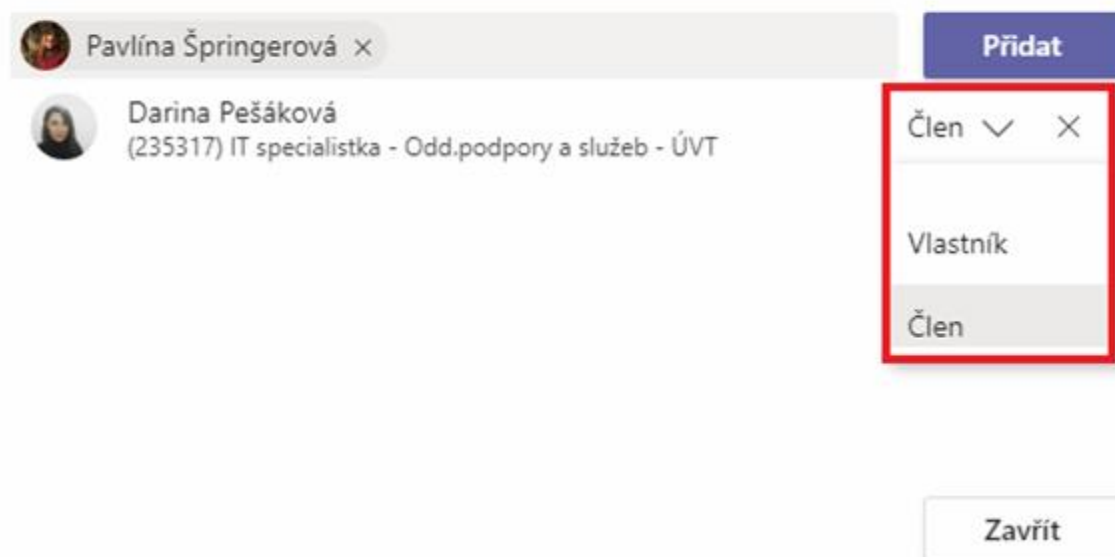 Pavlína Špringerová ×
Přidat
Darina Pešáková
(235317) IT specialistka - Odd.podpory a služeb - ÚVT
Člen
Vlastník
Člen
Zavřít